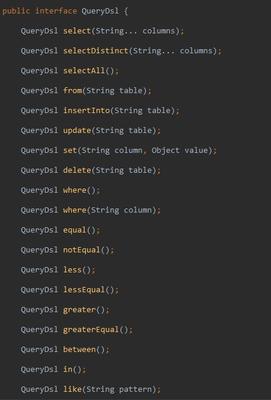 public interface QueryDsl {
QueryDsl select(String... columns);
QueryDsl selectDistinct(String... columns);
QueryDsl selectAll();
QueryDsl from(String table);
QueryDsl insertInto(String table);
QueryDsl update(String table);
QueryDsl set(String column, Object value);
QueryDsl delete(String table);
QueryDsl where();
QueryDsl where(String column);
QueryDsl equal();
QueryDsl notEqual();
QueryDsl less();
QueryDsl lessEqual();
QueryDsl greater();
QueryDsl greaterEqual();
QueryDsl between();
QueryDsl in();
QueryDsl like(String pattern);